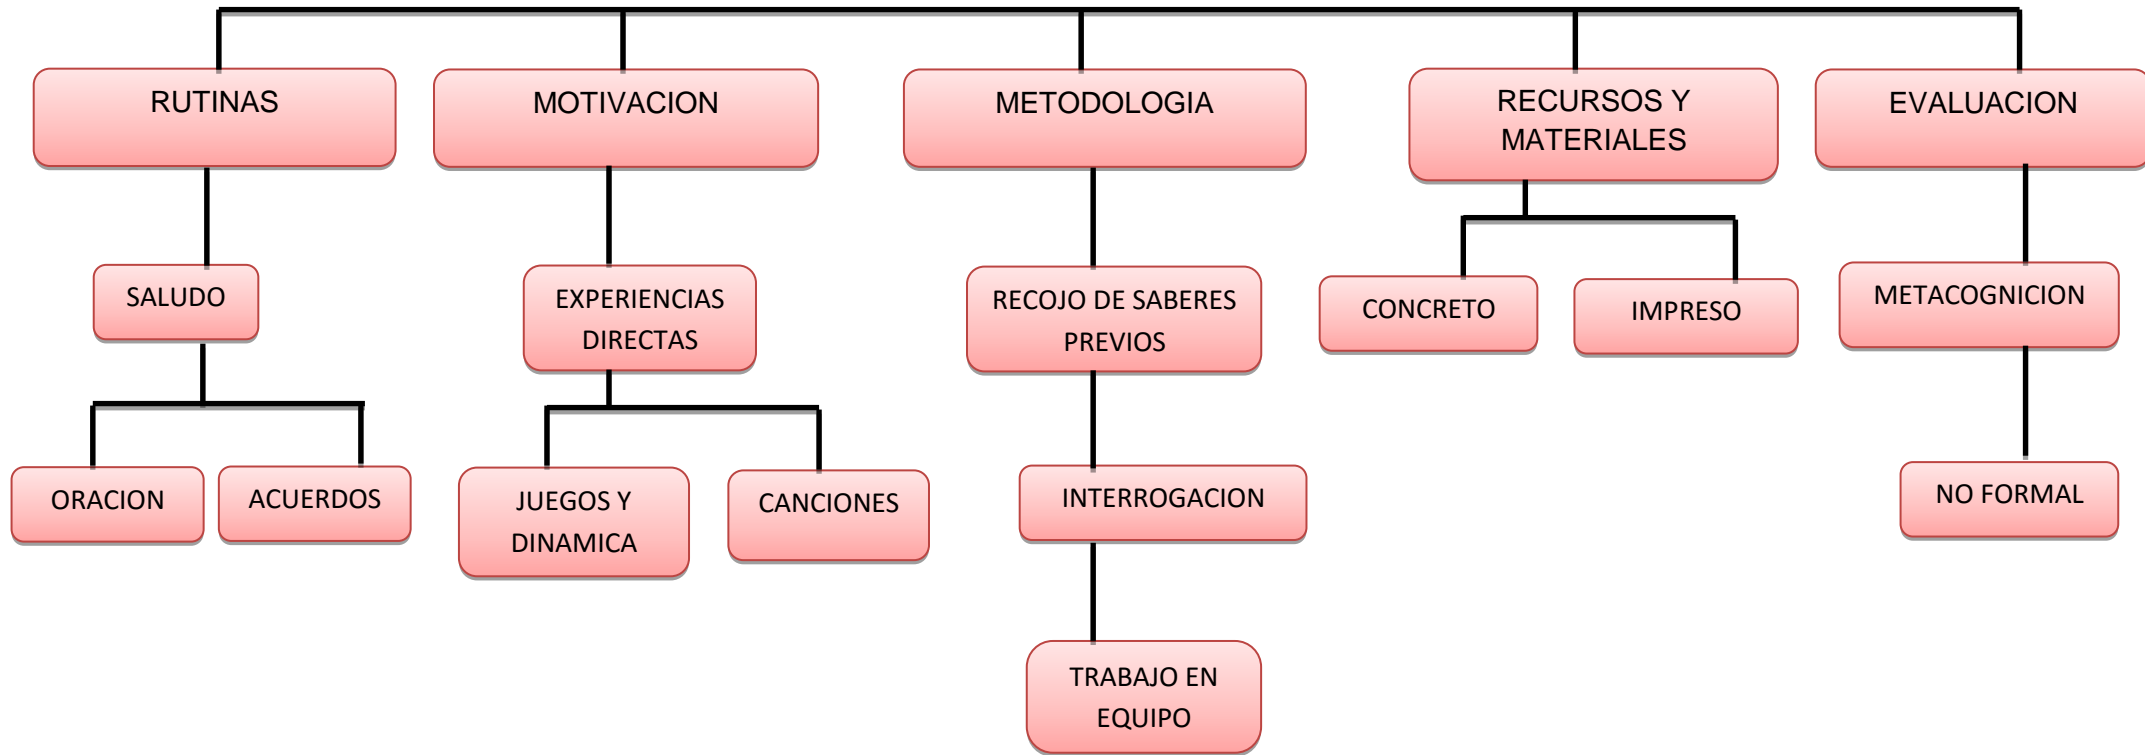 RUTINAS
MOTIVACION
METODOLOGIA
RECURSOS Y
MATERIALES
EVALUACION
SALUDO
EXPERIENCIAS
DIRECTAS
RECOJO DE SABERES
PREVIOS
CONCRETO
IMPRESO
METACOGNICION
ORACION
ACUERDOS
JUEGOS Y
DINAMICA
CANCIONES
INTERROGACION
NO FORMAL
TRABAJO EN
EQUIPO